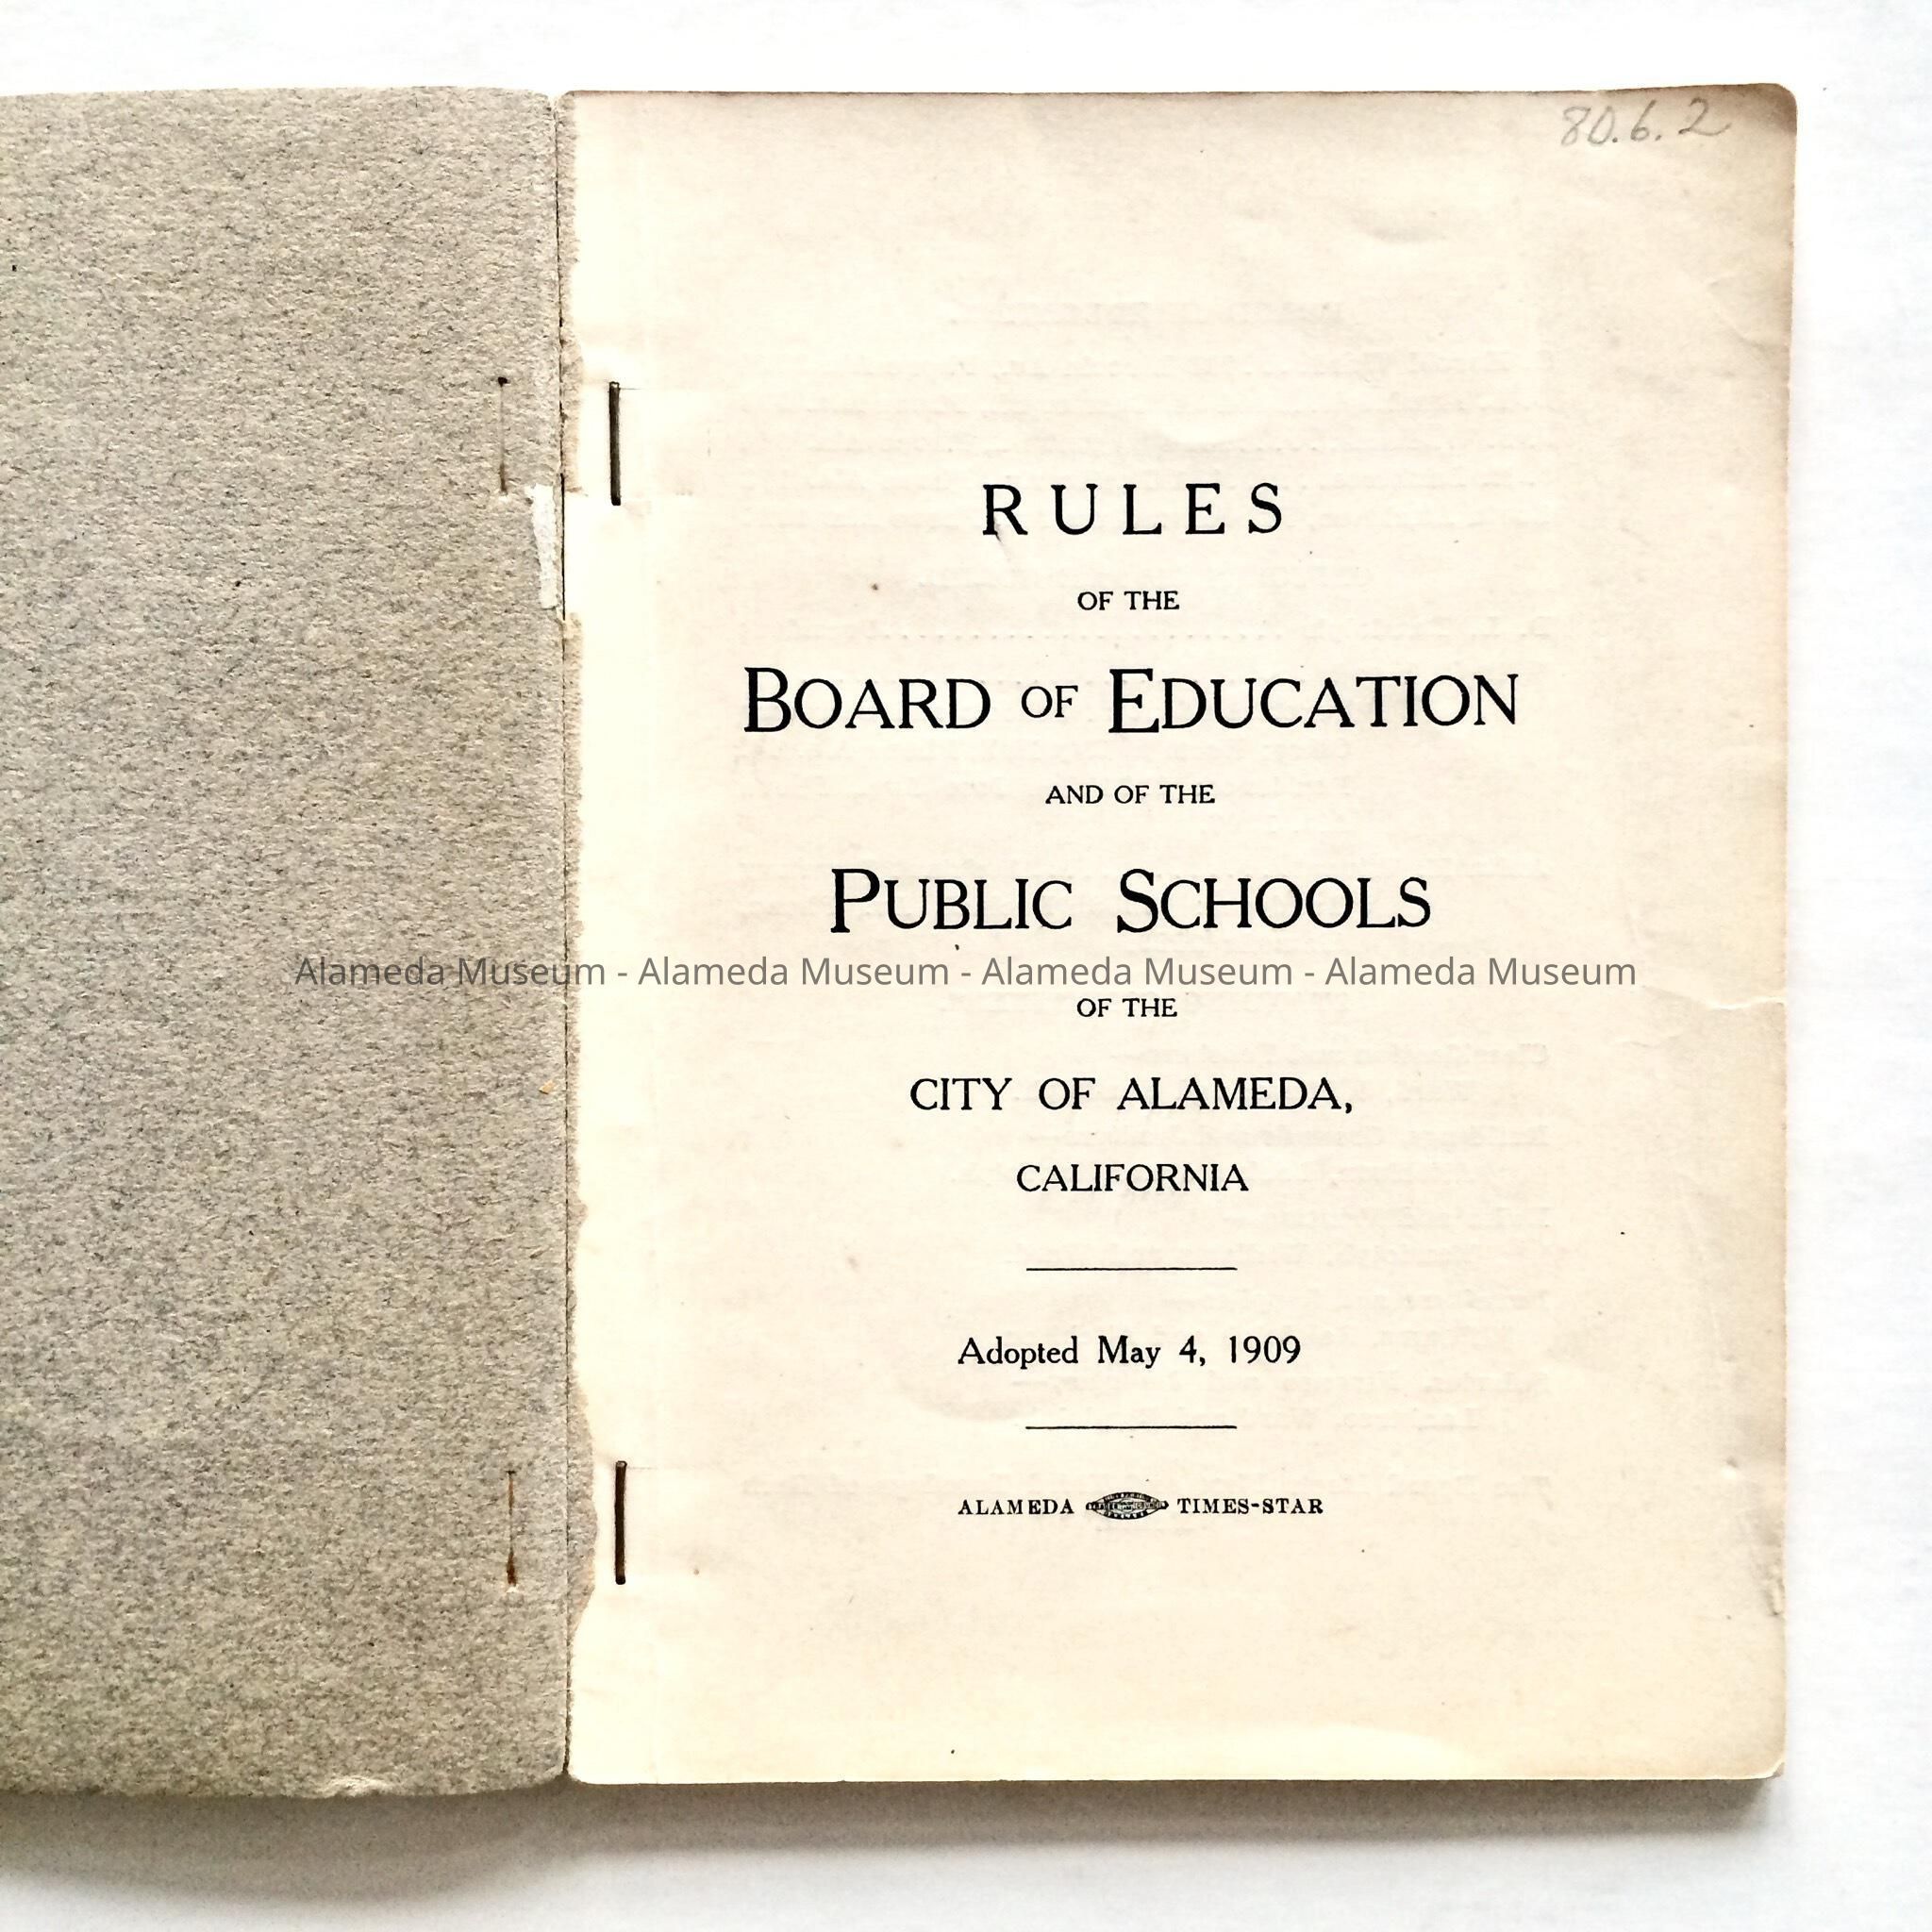 80.6.2
RULES
OF THE
BOARD OF EDUCATION
AND OF THE
PUBLIC SCHOOLS
Alameda Museum - Alameda Museum - Alameda Museum - Alameda Museum
OF THE
CITY OF ALAMEDA,
CALIFORNIA
Adopted May 4, 1909
ALAMEDA TIMES-STAR